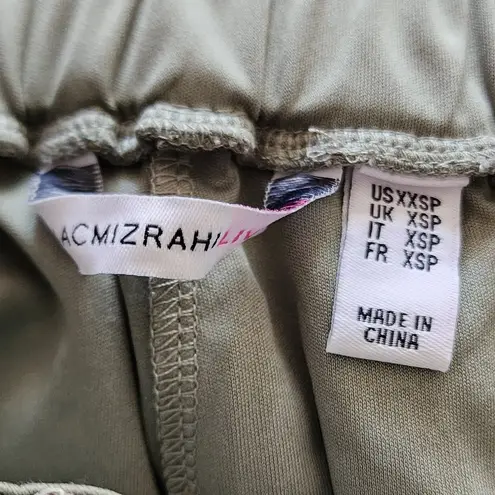 ACMIZRAHILIV
US XXSP
UK XSP
IT XSP
FR XSP
MADE IN
CHINA